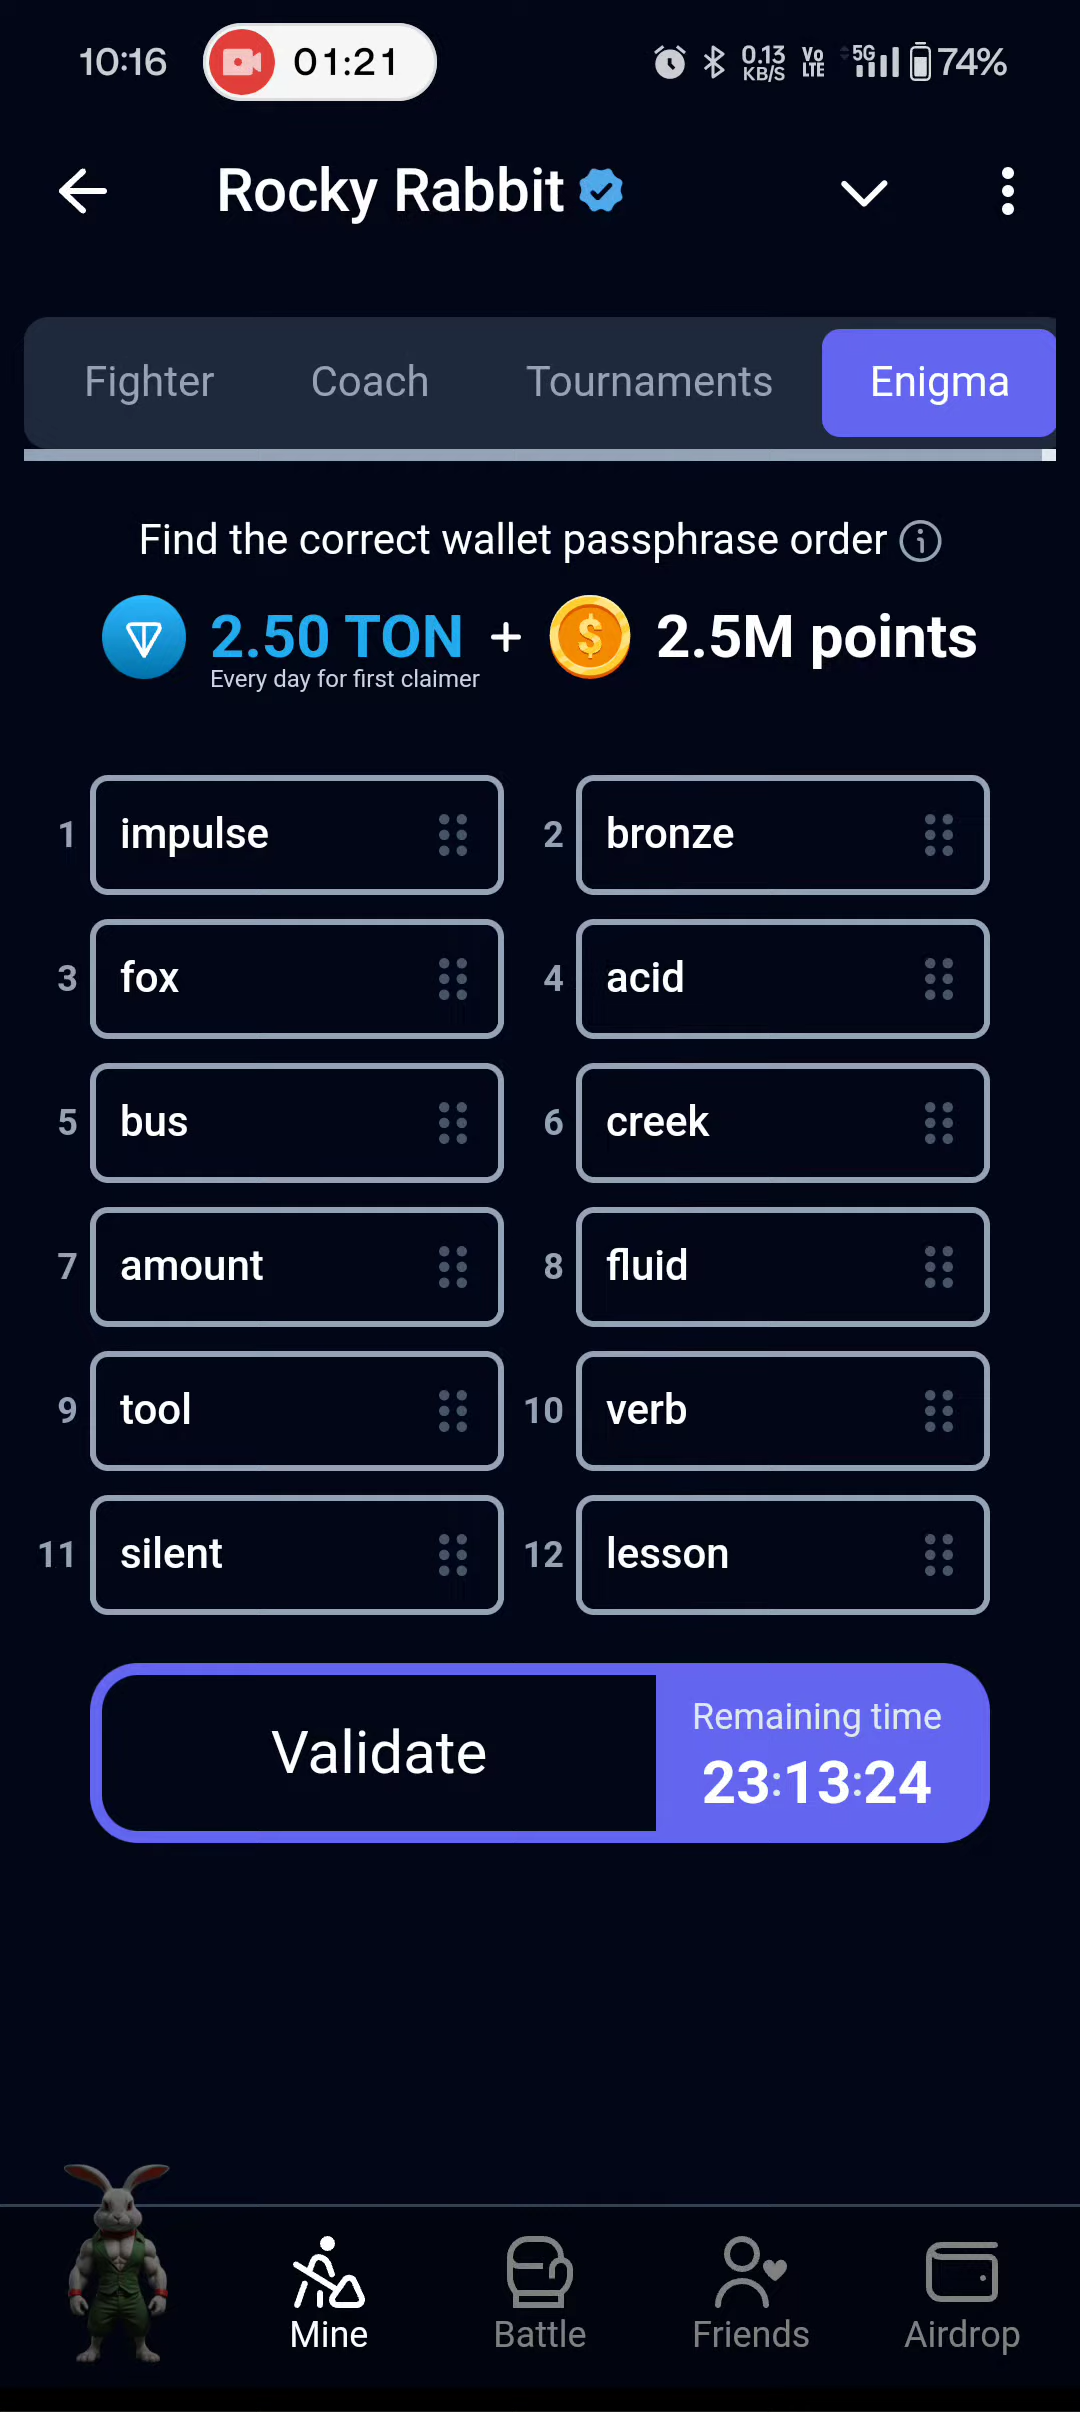 10:16 01:21 0.13 KB/S Vo LTE 5G 74%
Rocky Rabbit
Fighter Coach Tournaments Enigma
Find the correct wallet passphrase order
2.50 TON + 2.5M points
Every day for first claimer
1 impulse 2 bronze
3 fox 4 acid
5 bus 6 creek
7 amount 8 fluid
9 tool 10 verb
11 silent 12 lesson
Validate
Remaining time
23:13:24
Mine Battle Friends Airdrop